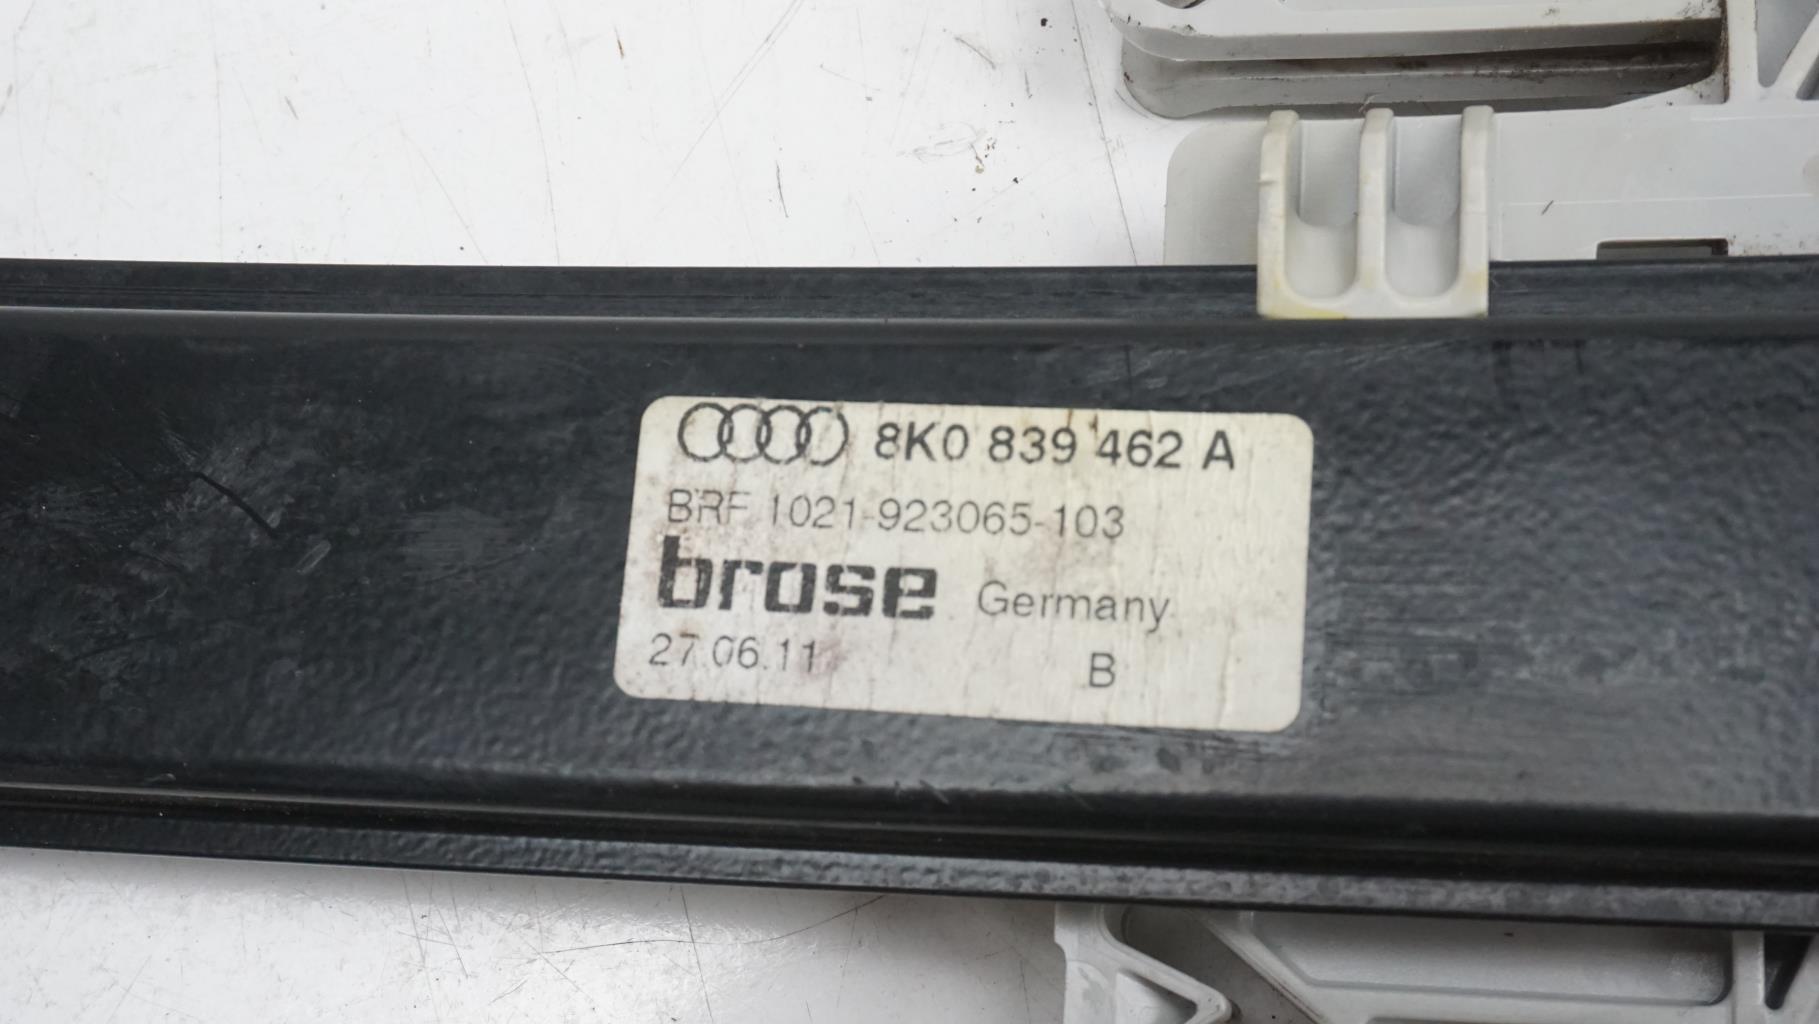 8K0 839 462 A
BRF 1021-923065-103
brose Germany
27.06.11 B